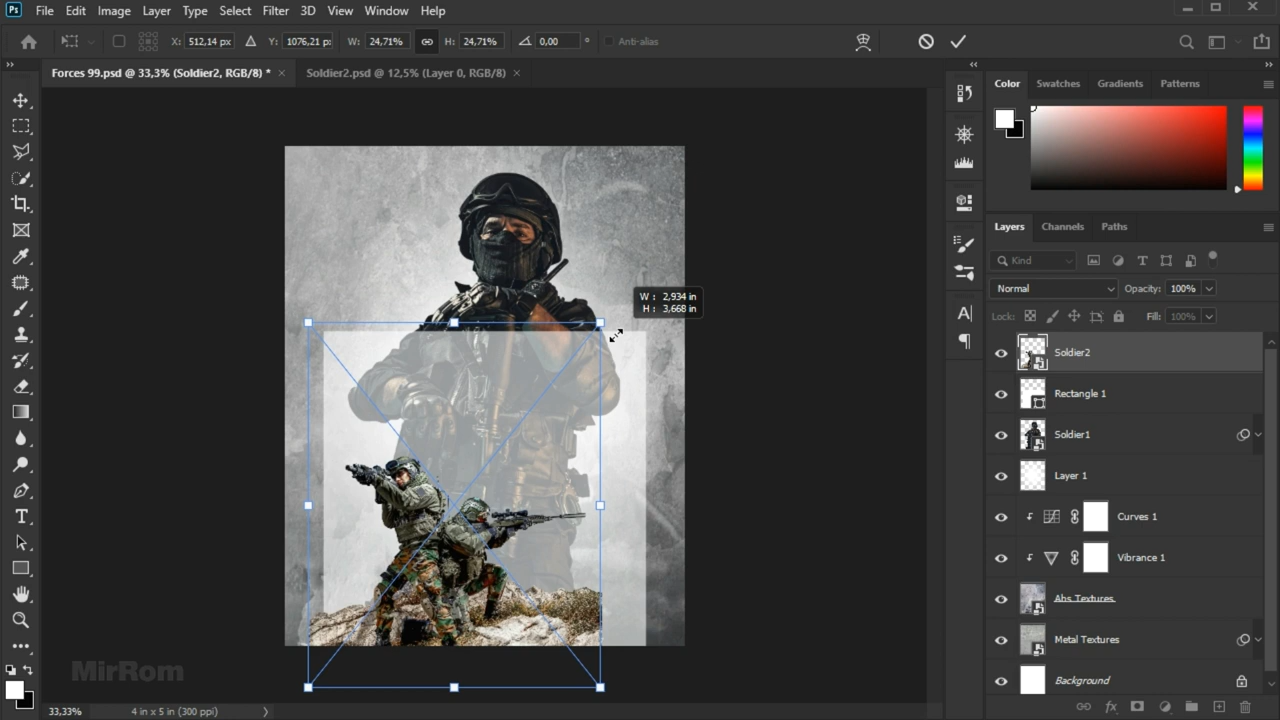 Ps File Edit Image Layer Type Select Filter 3D View Window Help
X: 512,14 px Y: 1076,21 px W: 24,71% H: 24,71% 0,00 ° Anti-alias
Forces 99.psd @ 33,3% (Soldier2, RGB/8) * × Soldier2.psd @ 12,5% (Layer 0, RGB/8) ×
Color Swatches Gradients Patterns
Layers Channels Paths
Kind
Normal Opacity: 100%
Lock: Fill: 100%
W : 2,934 in
H : 3,668 in
Soldier2
Rectangle 1
Soldier1
Layer 1
Curves 1
Vibrance 1
Abs Textures
Metal Textures
Background
MirRom
33,33% 4 in x 5 in (300 ppi)